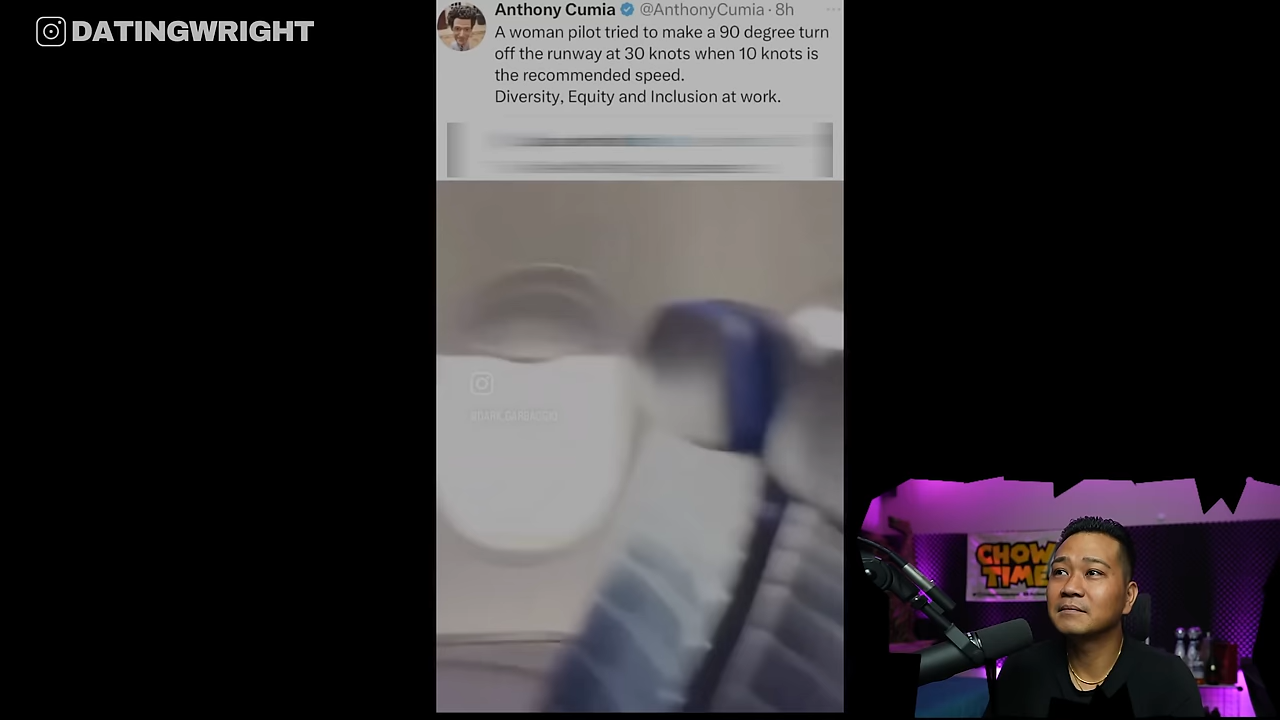 DATINGWRIGHT
Anthony Cumia @AnthonyCumia · 8h
A woman pilot tried to make a 90 degree turn
off the runway at 30 knots when 10 knots is
the recommended speed.
Diversity, Equity and Inclusion at work.
CHOW
TIME